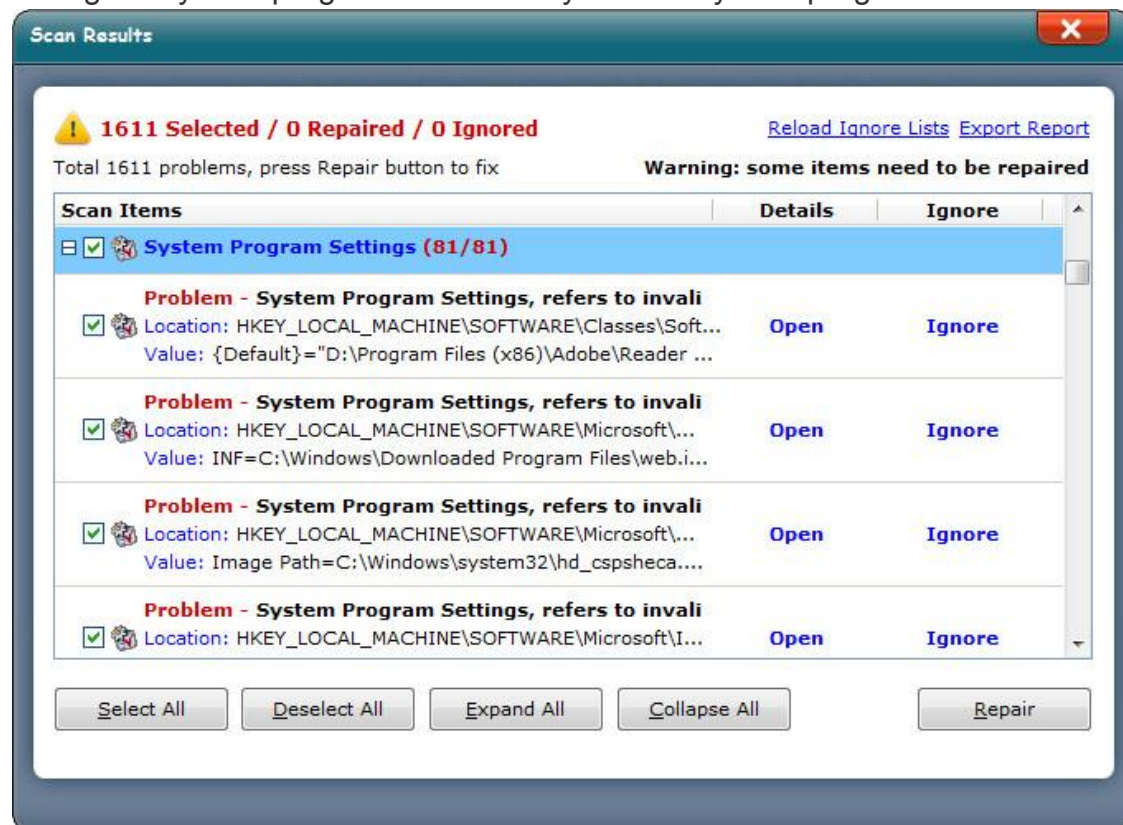 Scan Results
1611 Selected / 0 Repaired / 0 Ignored
Reload Ignore Lists Export Report
Total 1611 problems, press Repair button to fix
Warning: some items need to be repaired
Scan Items Details Ignore
System Program Settings (81/81)
Problem - System Program Settings, refers to invali
Location: HKEY_LOCAL_MACHINE\SOFTWARE\Classes\Soft... Open Ignore
Value: {Default}="D:\Program Files (x86)\Adobe\Reader ...
Problem - System Program Settings, refers to invali
Location: HKEY_LOCAL_MACHINE\SOFTWARE\Microsoft\... Open Ignore
Value: INF=C:\Windows\Downloaded Program Files\web.i...
Problem - System Program Settings, refers to invali
Location: HKEY_LOCAL_MACHINE\SOFTWARE\Microsoft\... Open Ignore
Value: Image Path=C:\Windows\system32\hd_cspsheca....
Problem - System Program Settings, refers to invali
Location: HKEY_LOCAL_MACHINE\SOFTWARE\Microsoft\I... Open Ignore
Select All Deselect All Expand All Collapse All Repair